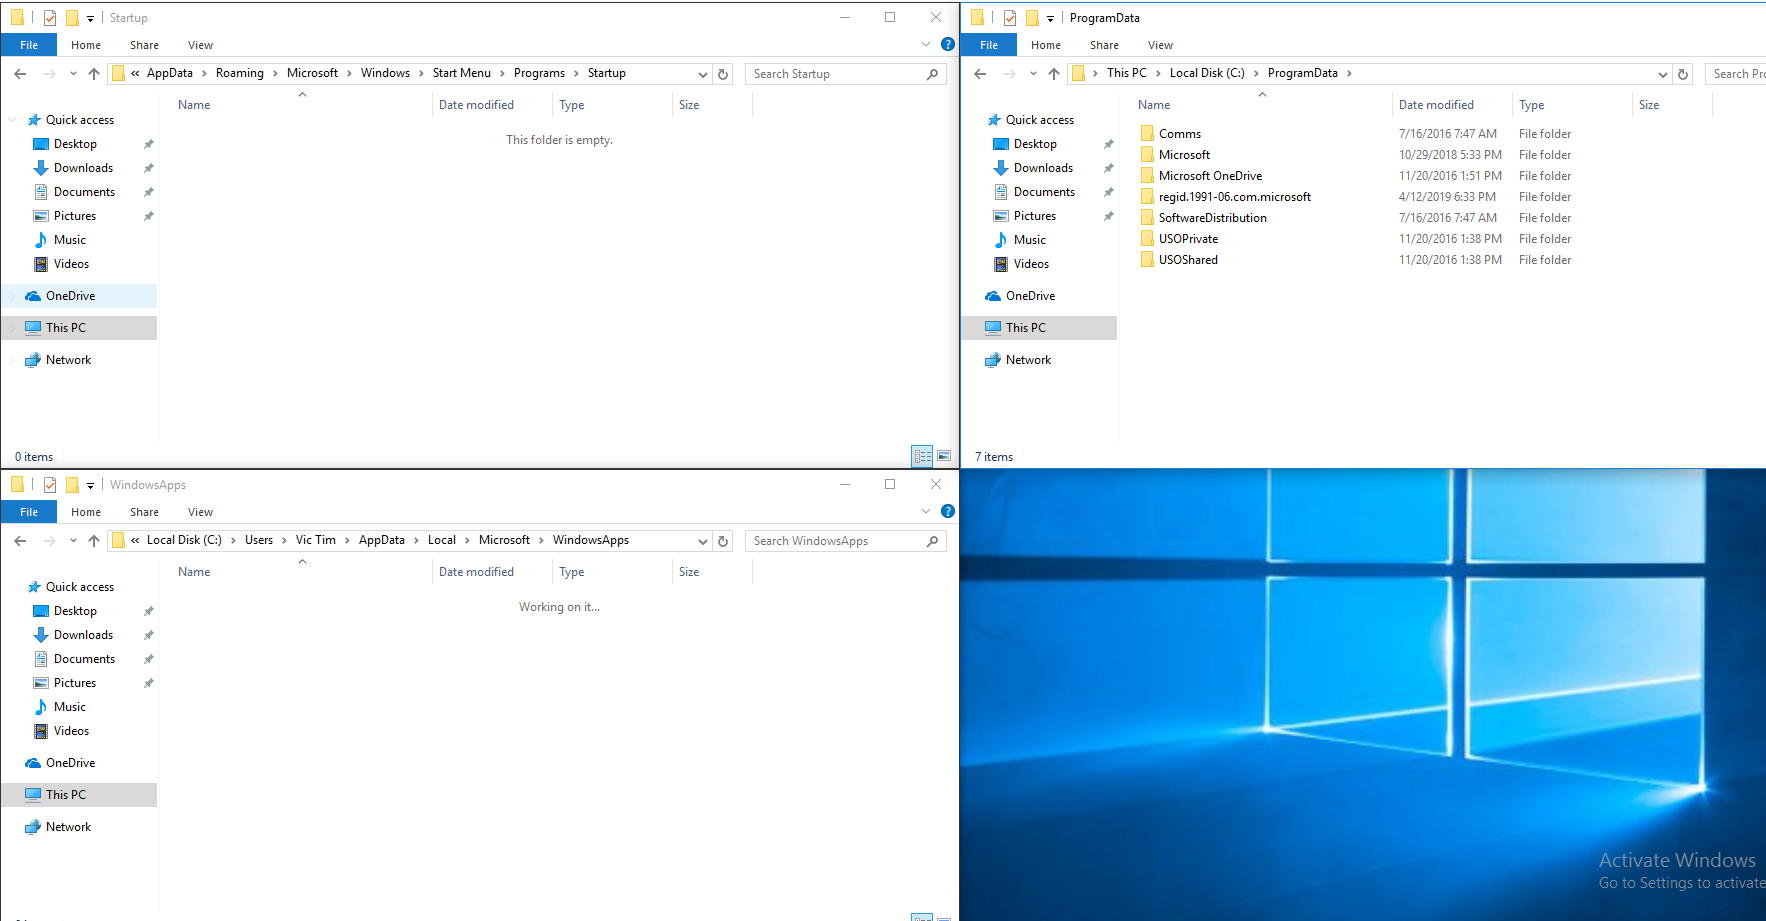 Startup
File Home Share View
« AppData › Roaming › Microsoft › Windows › Start Menu › Programs › Startup
Search Startup
Name Date modified Type Size
This folder is empty.
Quick access
Desktop
Downloads
Documents
Pictures
Music
Videos
OneDrive
This PC
Network
0 items
ProgramData
File Home Share View
› This PC › Local Disk (C:) › ProgramData ›
Search Pr
Name Date modified Type Size
Comms 7/16/2016 7:47 AM File folder
Microsoft 10/29/2018 5:33 PM File folder
Microsoft OneDrive 11/20/2016 1:51 PM File folder
regid.1991-06.com.microsoft 4/12/2019 6:33 PM File folder
SoftwareDistribution 7/16/2016 7:47 AM File folder
USOPrivate 11/20/2016 1:38 PM File folder
USOShared 11/20/2016 1:38 PM File folder
Quick access
Desktop
Downloads
Documents
Pictures
Music
Videos
OneDrive
This PC
Network
7 items
WindowsApps
File Home Share View
« Local Disk (C:) › Users › Vic Tim › AppData › Local › Microsoft › WindowsApps
Search WindowsApps
Name Date modified Type Size
Working on it...
Quick access
Desktop
Downloads
Documents
Pictures
Music
Videos
OneDrive
This PC
Network
Activate Windows
Go to Settings to activate